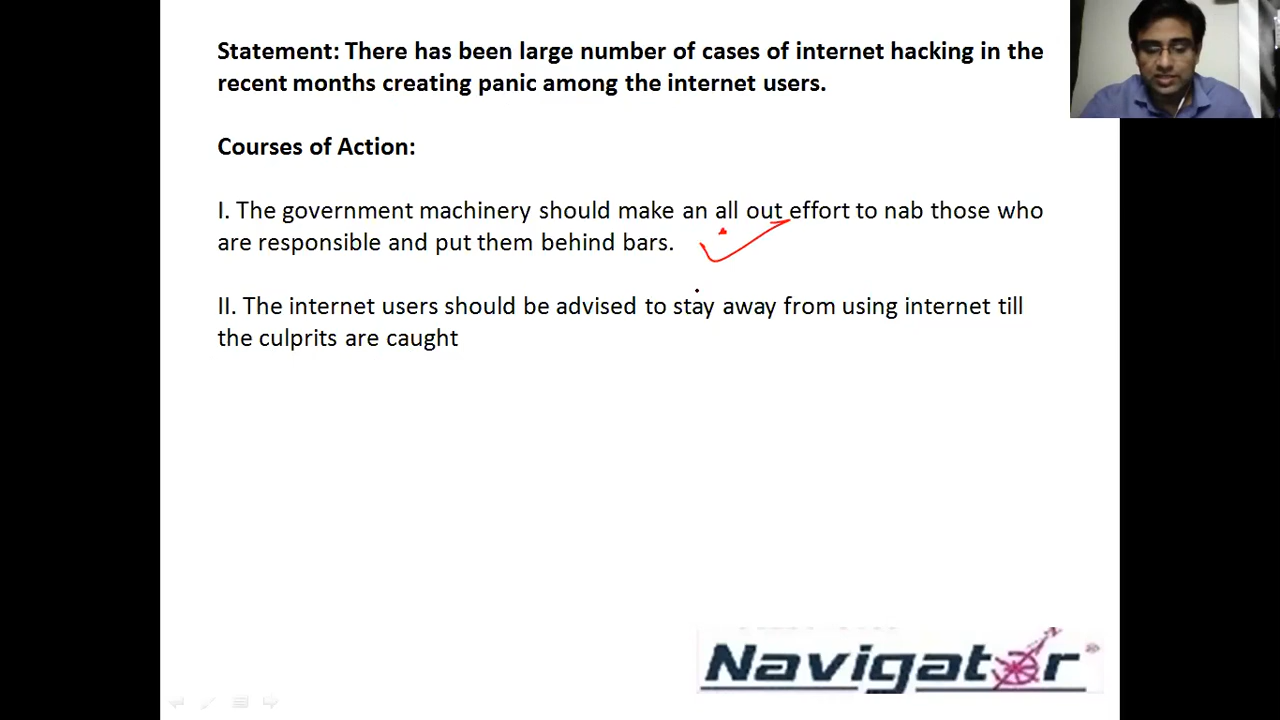 Statement: There has been large number of cases of internet hacking in the
recent months creating panic among the internet users.
Courses of Action:
I. The government machinery should make an all out effort to nab those who
are responsible and put them behind bars.
II. The internet users should be advised to stay away from using internet till
the culprits are caught
Navigator